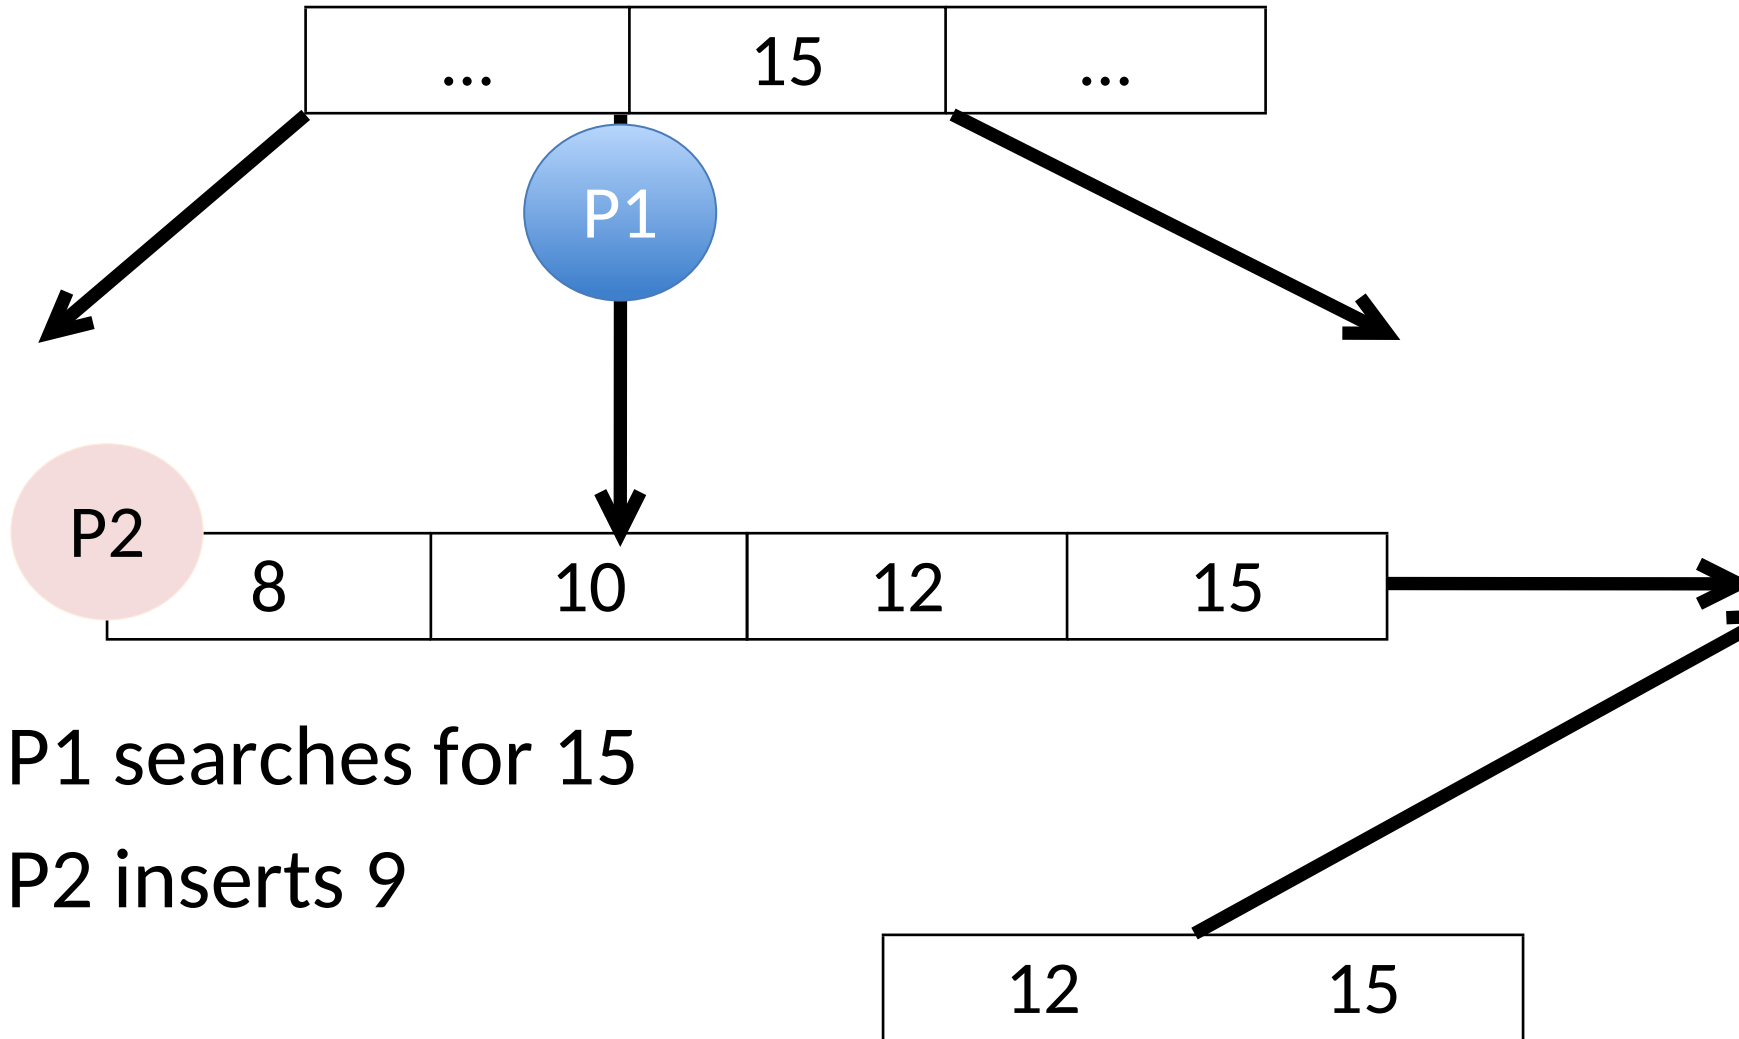 ... 15 ...
P1
P2
8 10 12 15
P1 searches for 15
P2 inserts 9
12 15